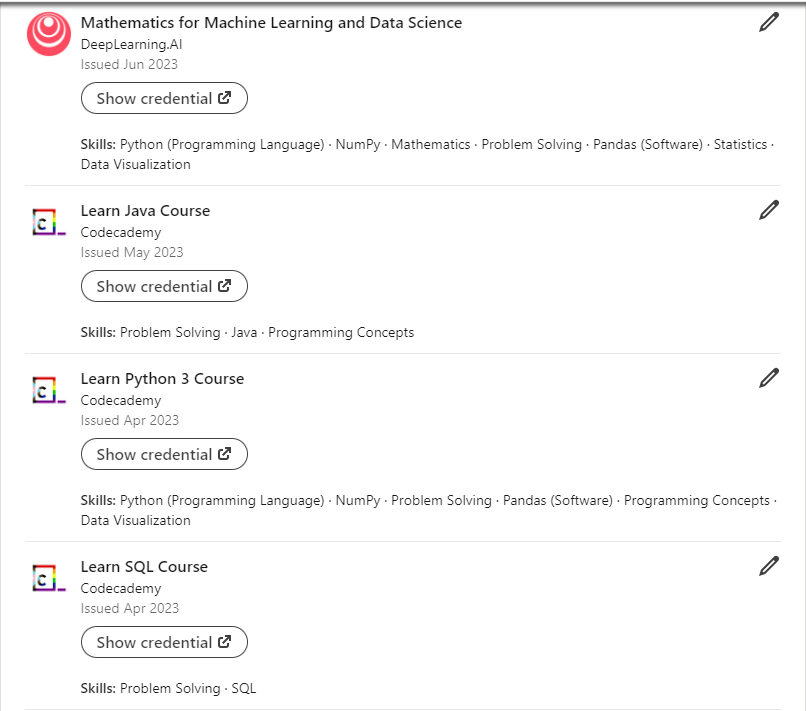 Mathematics for Machine Learning and Data Science
DeepLearning.AI
Issued Jun 2023
Show credential
Skills: Python (Programming Language) · NumPy · Mathematics · Problem Solving · Pandas (Software) · Statistics ·
Data Visualization
C_
Learn Java Course
Codecademy
Issued May 2023
Show credential
Skills: Problem Solving · Java · Programming Concepts
C_
Learn Python 3 Course
Codecademy
Issued Apr 2023
Show credential
Skills: Python (Programming Language) · NumPy · Problem Solving · Pandas (Software) · Programming Concepts ·
Data Visualization
C_
Learn SQL Course
Codecademy
Issued Apr 2023
Show credential
Skills: Problem Solving · SQL